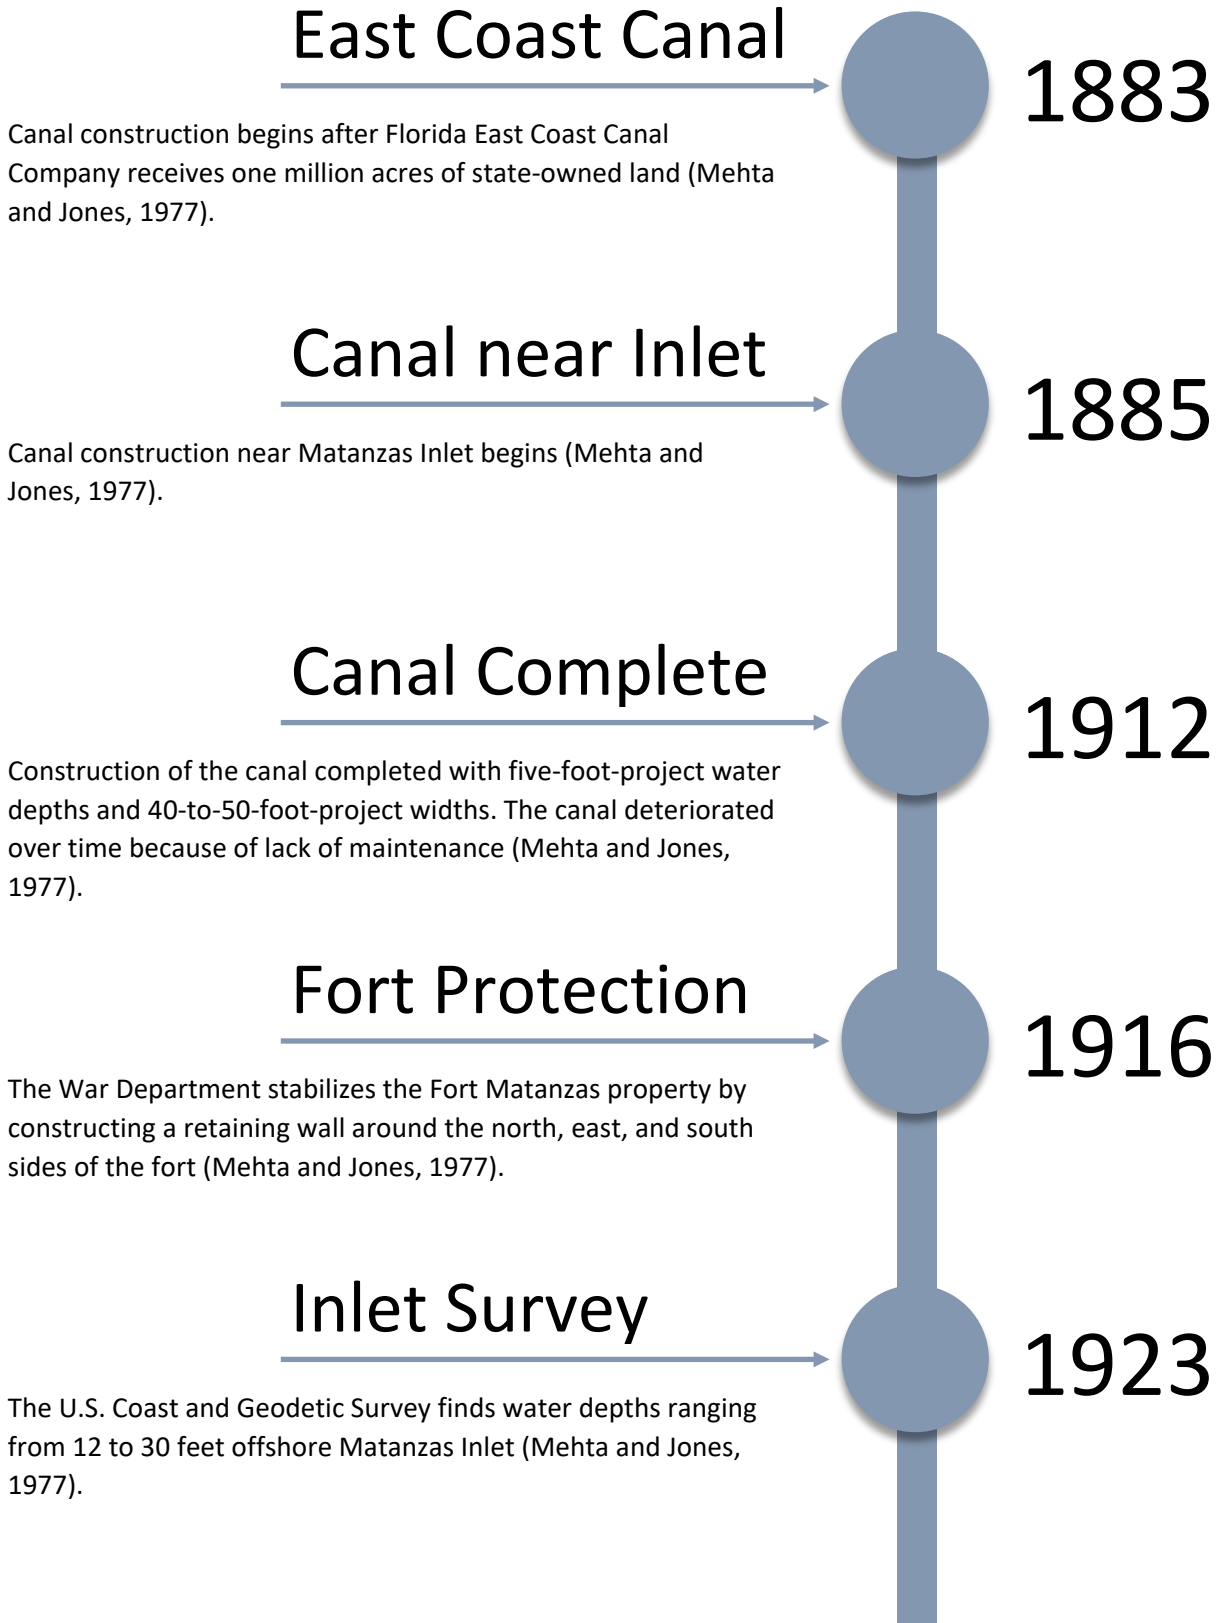 East Coast Canal
1883
Canal construction begins after Florida East Coast Canal
Company receives one million acres of state-owned land (Mehta
and Jones, 1977).
Canal near Inlet
1885
Canal construction near Matanzas Inlet begins (Mehta and
Jones, 1977).
Canal Complete
1912
Construction of the canal completed with five-foot-project water
depths and 40-to-50-foot-project widths. The canal deteriorated
over time because of lack of maintenance (Mehta and Jones,
1977).
Fort Protection
1916
The War Department stabilizes the Fort Matanzas property by
constructing a retaining wall around the north, east, and south
sides of the fort (Mehta and Jones, 1977).
Inlet Survey
1923
The U.S. Coast and Geodetic Survey finds water depths ranging
from 12 to 30 feet offshore Matanzas Inlet (Mehta and Jones,
1977).